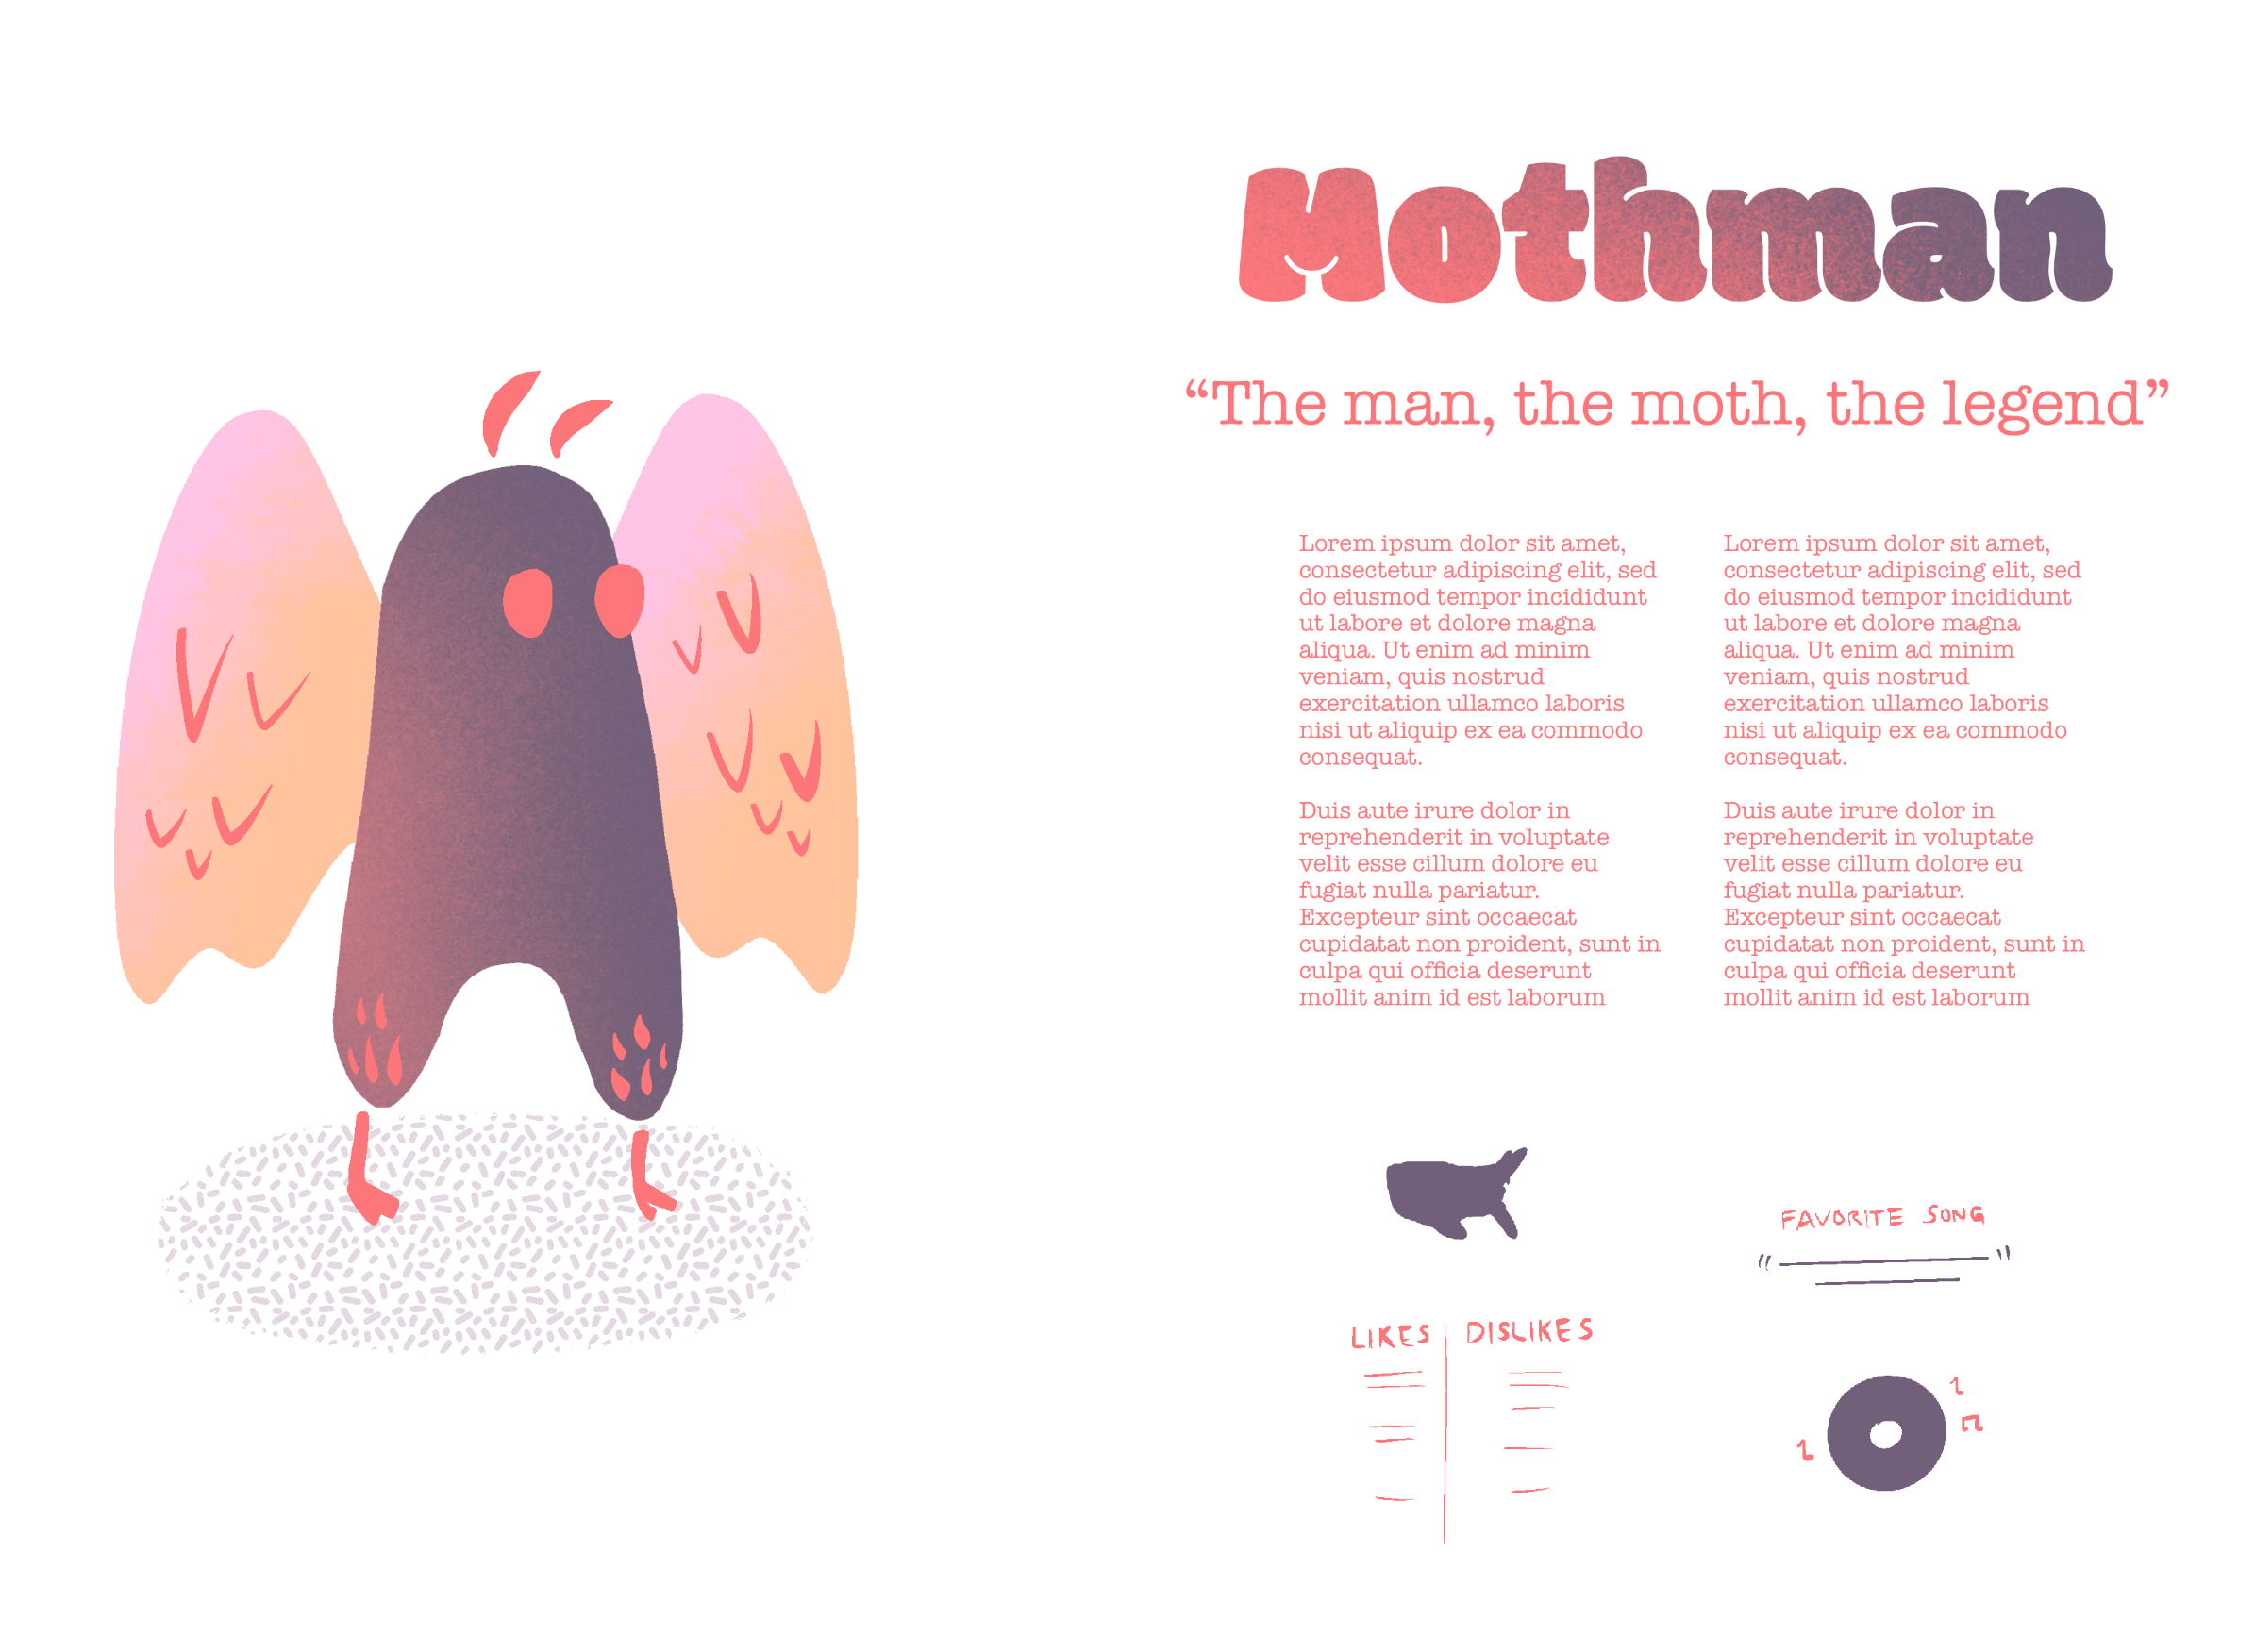 Mothman
“The man, the moth, the legend”
Lorem ipsum dolor sit amet,
consectetur adipiscing elit, sed
do eiusmod tempor incididunt
ut labore et dolore magna
aliqua. Ut enim ad minim
veniam, quis nostrud
exercitation ullamco laboris
nisi ut aliquip ex ea commodo
consequat.
Duis aute irure dolor in
reprehenderit in voluptate
velit esse cillum dolore eu
fugiat nulla pariatur.
Excepteur sint occaecat
cupidatat non proident, sunt in
culpa qui officia deserunt
mollit anim id est laborum
Lorem ipsum dolor sit amet,
consectetur adipiscing elit, sed
do eiusmod tempor incididunt
ut labore et dolore magna
aliqua. Ut enim ad minim
veniam, quis nostrud
exercitation ullamco laboris
nisi ut aliquip ex ea commodo
consequat.
Duis aute irure dolor in
reprehenderit in voluptate
velit esse cillum dolore eu
fugiat nulla pariatur.
Excepteur sint occaecat
cupidatat non proident, sunt in
culpa qui officia deserunt
mollit anim id est laborum
LIKES DISLIKES
FAVORITE SONG